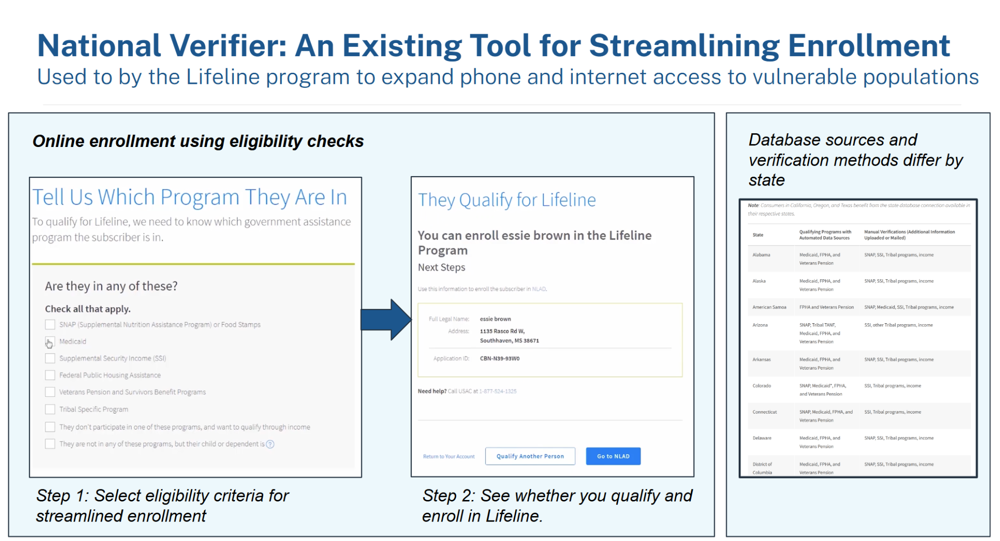 National Verifier: An Existing Tool for Streamlining Enrollment
Used to by the Lifeline program to expand phone and internet access to vulnerable populations
Online enrollment using eligibility checks
Tell Us Which Program They Are In
To qualify for Lifeline, we need to know which government assistance
program the subscriber is in.
Are they in any of these?
Check all that apply.
SNAP (Supplemental Nutrition Assistance Program) or Food Stamps
Medicaid
Supplemental Security Income (SSI)
Federal Public Housing Assistance
Veterans Pension and Survivors Benefit Programs
Tribal Specific Program
They don't participate in one of these programs, and want to qualify through income
They are not in any of these programs, but their child or dependent is ?
Step 1: Select eligibility criteria for
streamlined enrollment
They Qualify for Lifeline
You can enroll essie brown in the Lifeline
Program
Next Steps
Use this information to enroll the subscriber in NLAD.
Full Legal Name: essie brown
Address: 1135 Rasco Rd W,
Southhaven, MS 38671
Application ID: CBN-N39-93W0
Need help? Call USAC at 1-877-524-1325
Return to Your Account
Qualify Another Person
Go to NLAD
Step 2: See whether you qualify and
enroll in Lifeline.
Database sources and
verification methods differ by
state
Note: Consumers in California, Oregon, and Texas benefit from the state database connection available in
their respective states.
State
Qualifying Programs with
Automated Data Sources
Manual Verifications (Additional Information
Uploaded or Mailed)
Alabama
Medicaid, FPHA, and
Veterans Pension
SNAP, SSI, Tribal programs, income
Alaska
Medicaid, FPHA, and
Veterans Pension
SNAP, SSI, Tribal programs, income
American Samoa
FPHA and Veterans Pension
SNAP, Medicaid, SSI, Tribal programs, income
Arizona
SNAP, Tribal TANF,
Medicaid, FPHA, and
Veterans Pension
SSI, other Tribal programs, income
Arkansas
Medicaid, FPHA, and
Veterans Pension
SNAP, SSI, Tribal programs, income
Colorado
SNAP, Medicaid*, FPHA,
and Veterans Pension
SSI, Tribal programs, income
Connecticut
SNAP, Medicaid, FPHA, and
Veterans Pension
SSI, Tribal programs, income
Delaware
Medicaid, FPHA, and
Veterans Pension
SNAP, SSI, Tribal programs, income
District of
Columbia
Medicaid, FPHA, and
Veterans Pension
SNAP, SSI, Tribal programs, income